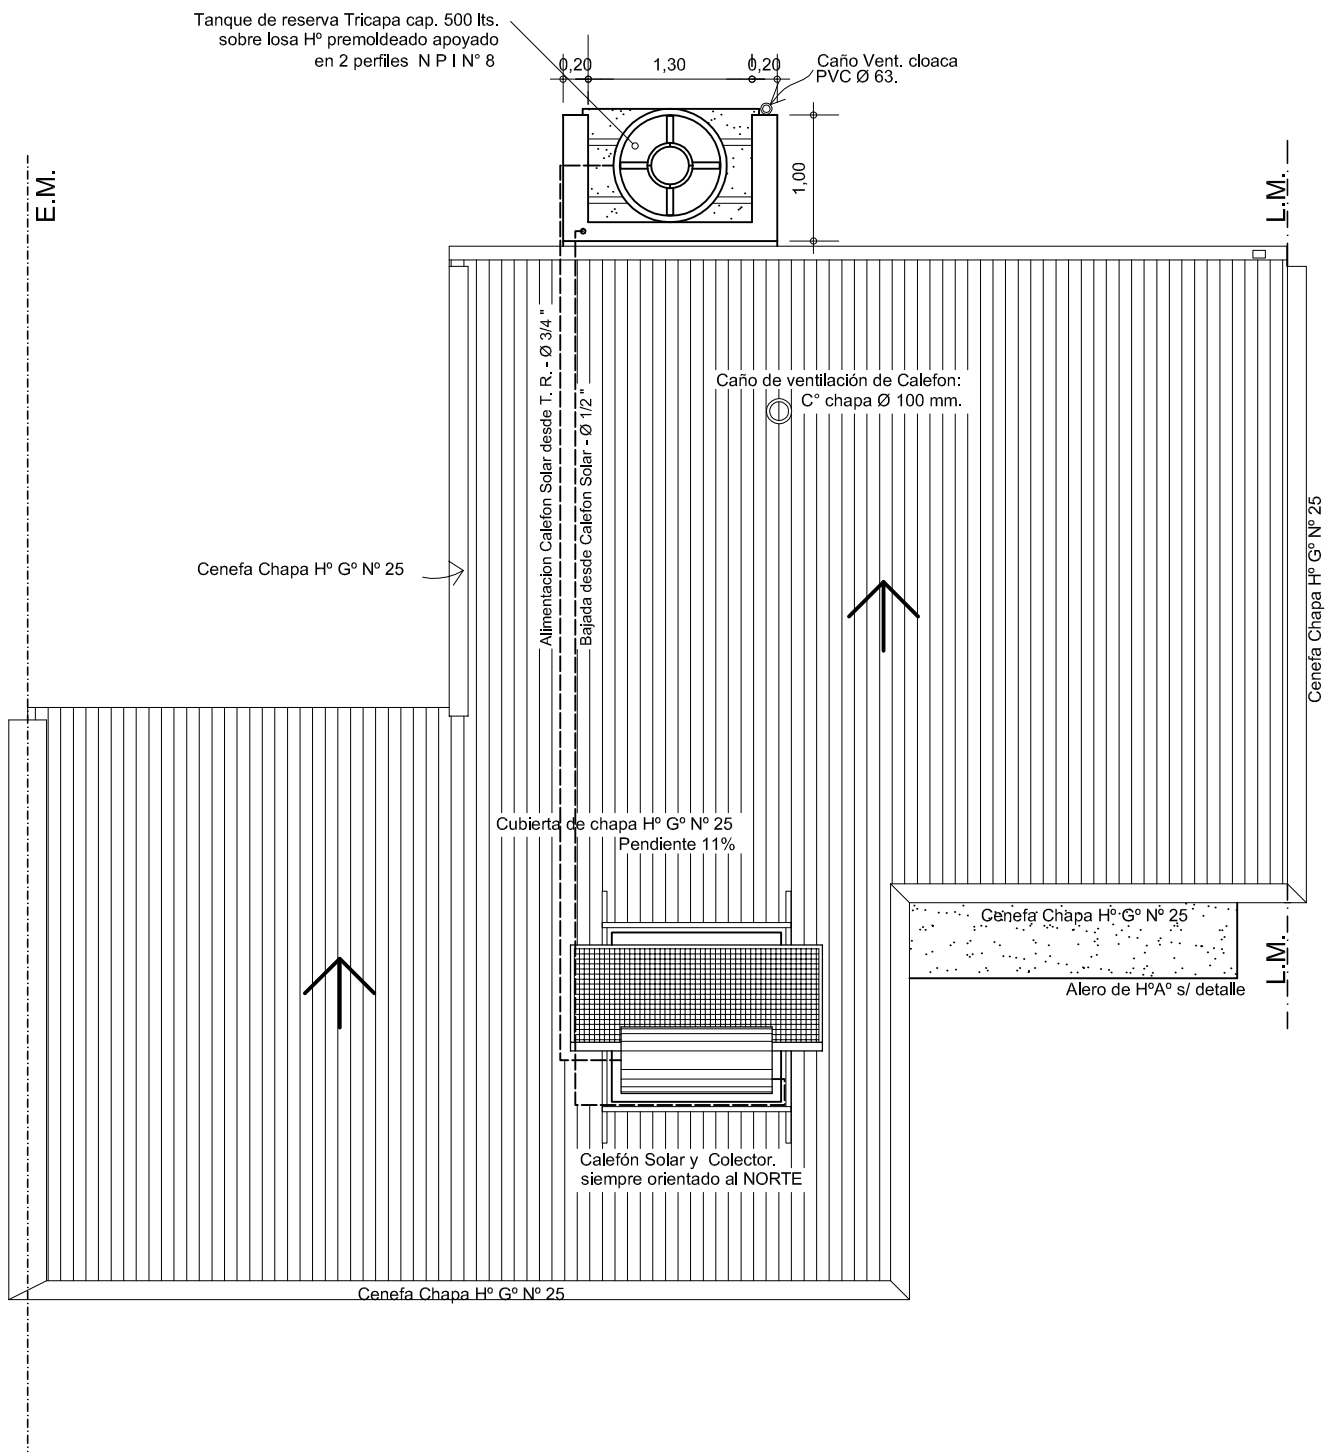 Tanque de reserva Tricapa cap. 500 lts.
sobre losa Hº premoldeado apoyado
en 2 perfiles N P I N° 8
0,20
1,30
0,20
Caño Vent. cloaca
PVC Ø 63.
1,00
E.M.
L.M.
Alimentacion Calefon Solar desde T. R. - Ø 3/4 "
Bajada desde Calefon Solar - Ø 1/2 "
Caño de ventilación de Calefon:
C° chapa Ø 100 mm.
Cenefa Chapa Hº Gº Nº 25
Cenefa Chapa Hº Gº Nº 25
Cubierta de chapa Hº Gº Nº 25
Pendiente 11%
Cenefa Chapa Hº Gº Nº 25
L.M.
Alero de HºAº s/ detalle
Calefón Solar y Colector.
siempre orientado al NORTE
Cenefa Chapa Hº Gº Nº 25